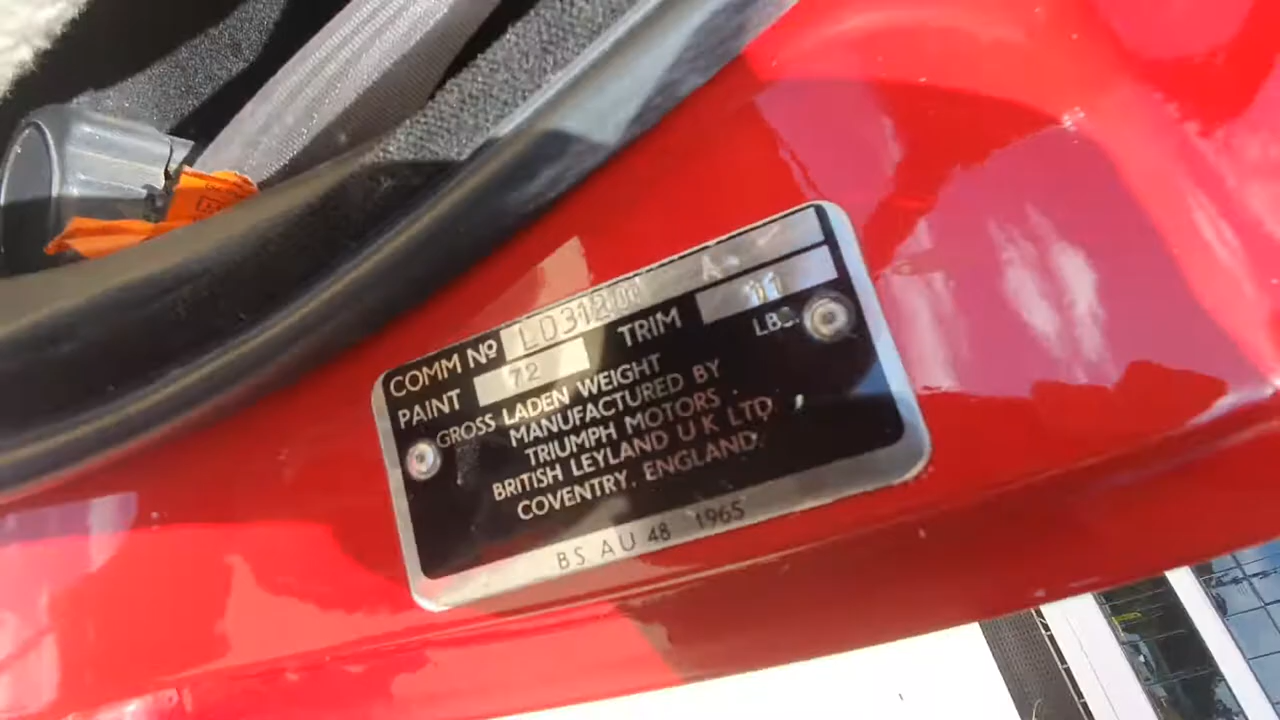 COMM Nº
PAINT 72 TRIM 11
GROSS LADEN WEIGHT LBS.
MANUFACTURED BY
TRIUMPH MOTORS
BRITISH LEYLAND U K LTD
COVENTRY. ENGLAND.
BS AU 48 1965